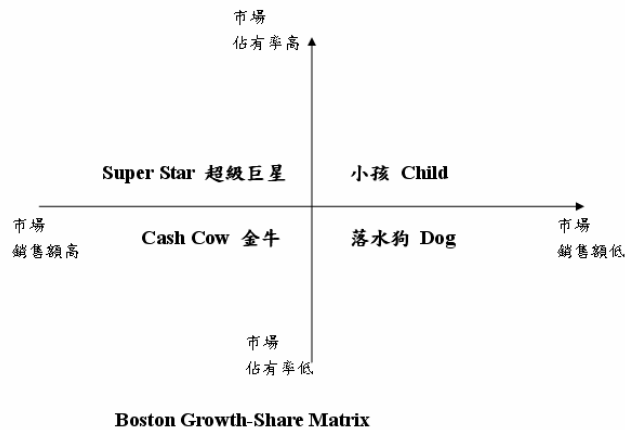 市場
佔有率高
Super Star 超級巨星
小孩 Child
市場
銷售額高
Cash Cow 金牛
落水狗 Dog
市場
銷售額低
市場
佔有率低
Boston Growth-Share Matrix